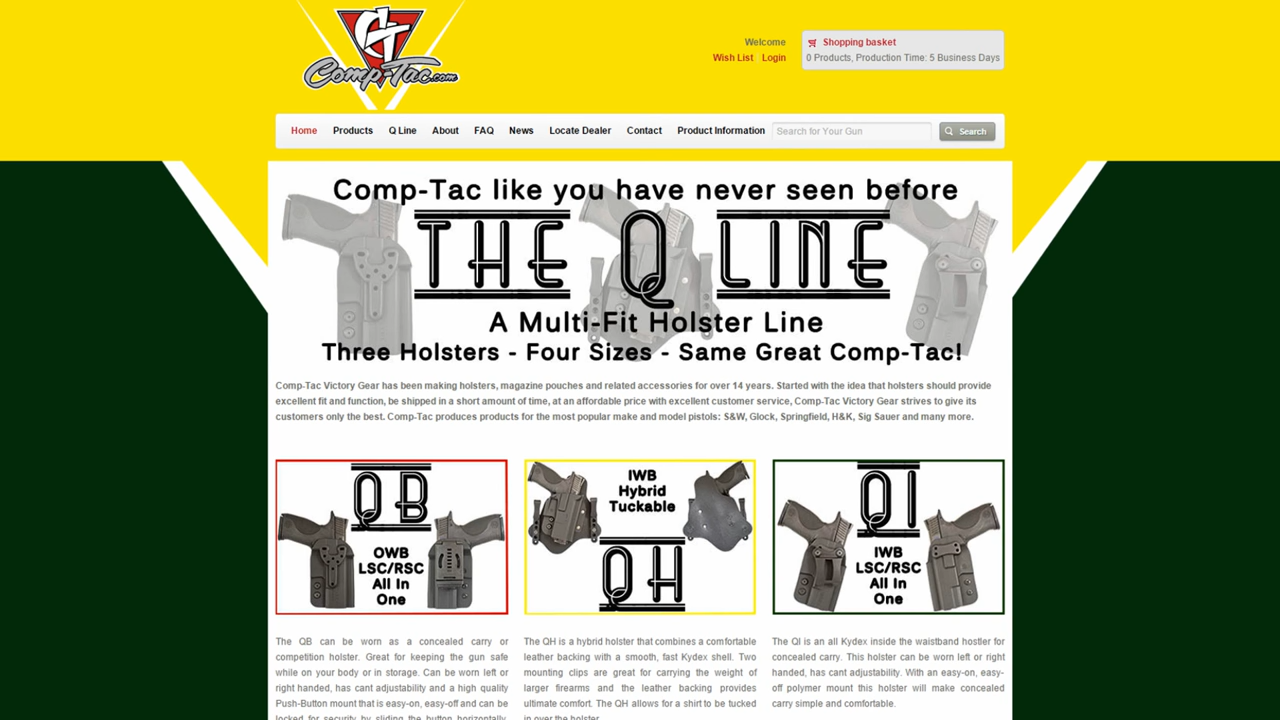 CT
Comp-Tac.com
Welcome
Wish List Login
Shopping basket
0 Products, Production Time: 5 Business Days
Home Products Q Line About FAQ News Locate Dealer Contact Product Information Search for Your Gun Search
Comp-Tac like you have never seen before
THE Q LINE
A Multi-Fit Holster Line
Three Holsters - Four Sizes - Same Great Comp-Tac!
Comp-Tac Victory Gear has been making holsters, magazine pouches and related accessories for over 14 years. Started with the idea that holsters should provide
excellent fit and function, be shipped in a short amount of time, at an affordable price with excellent customer service, Comp-Tac Victory Gear strives to give its
customers only the best. Comp-Tac produces products for the most popular make and model pistols: S&W, Glock, Springfield, H&K, Sig Sauer and many more.
QB
OWB
LSC/RSC
All In
One
IWB
Hybrid
Tuckable
QH
QI
IWB
LSC/RSC
All In
One
The QB can be worn as a concealed carry or
competition holster. Great for keeping the gun safe
while on your body or in storage. Can be worn left or
right handed, has cant adjustability and a high quality
Push-Button mount that is easy-on, easy-off and can be
locked for security by sliding the button horizontally.
The QH is a hybrid holster that combines a comfortable
leather backing with a smooth, fast Kydex shell. Two
mounting clips are great for carrying the weight of
larger firearms and the leather backing provides
ultimate comfort. The QH allows for a shirt to be tucked
in over the holster.
The QI is an all Kydex inside the waistband hostler for
concealed carry. This holster can be worn left or right
handed, has cant adjustability. With an easy-on, easy-
off polymer mount this holster will make concealed
carry simple and comfortable.